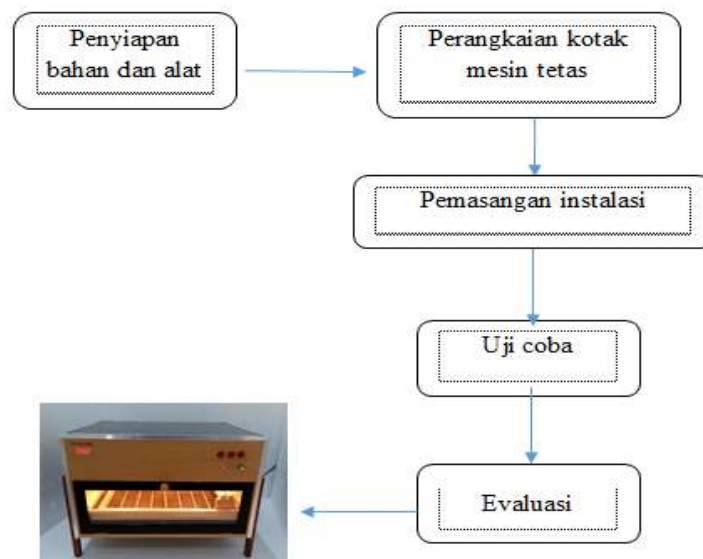 Penyiapan
bahan dan alat
Perangkaian kotak
mesin tetas
Pemasangan instalasi
Uji coba
Evaluasi